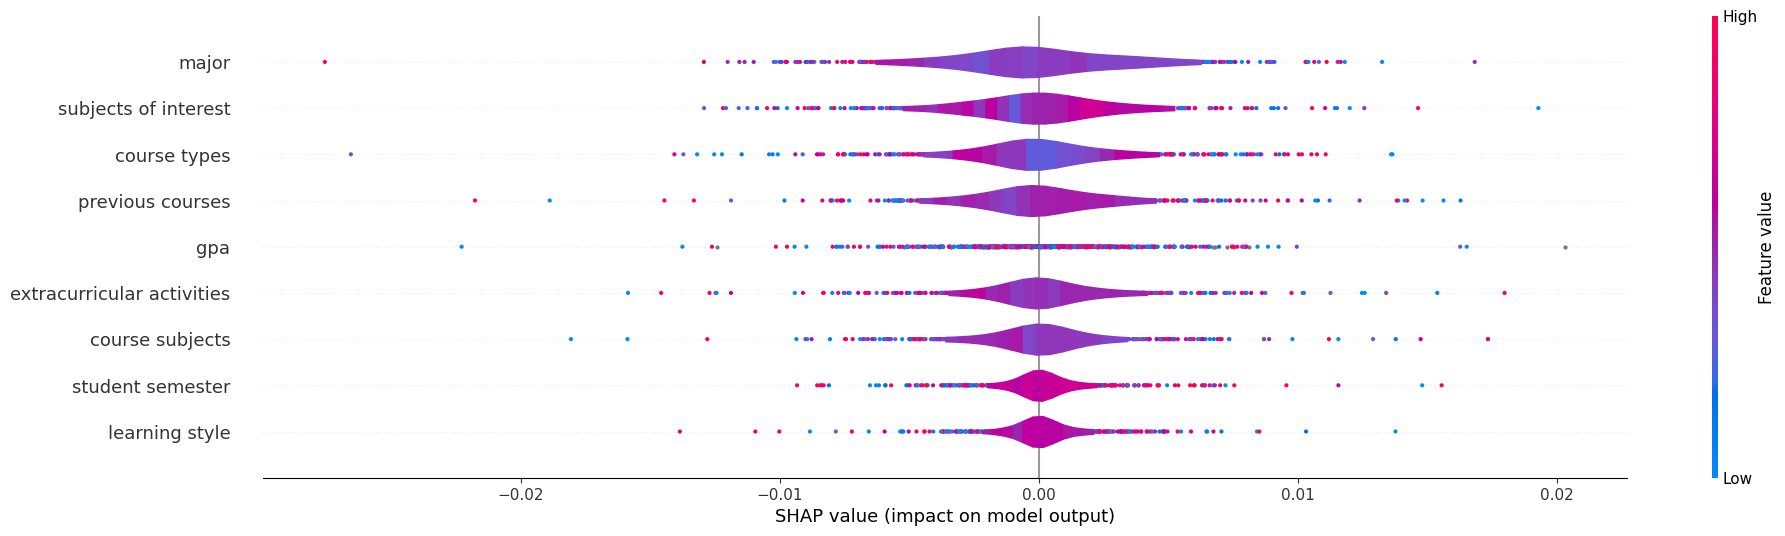 High
major
subjects of interest
course types
previous courses
gpa
extracurricular activities
course subjects
student semester
learning style
Feature value
Low
−0.02 −0.01 0.00 0.01 0.02
SHAP value (impact on model output)